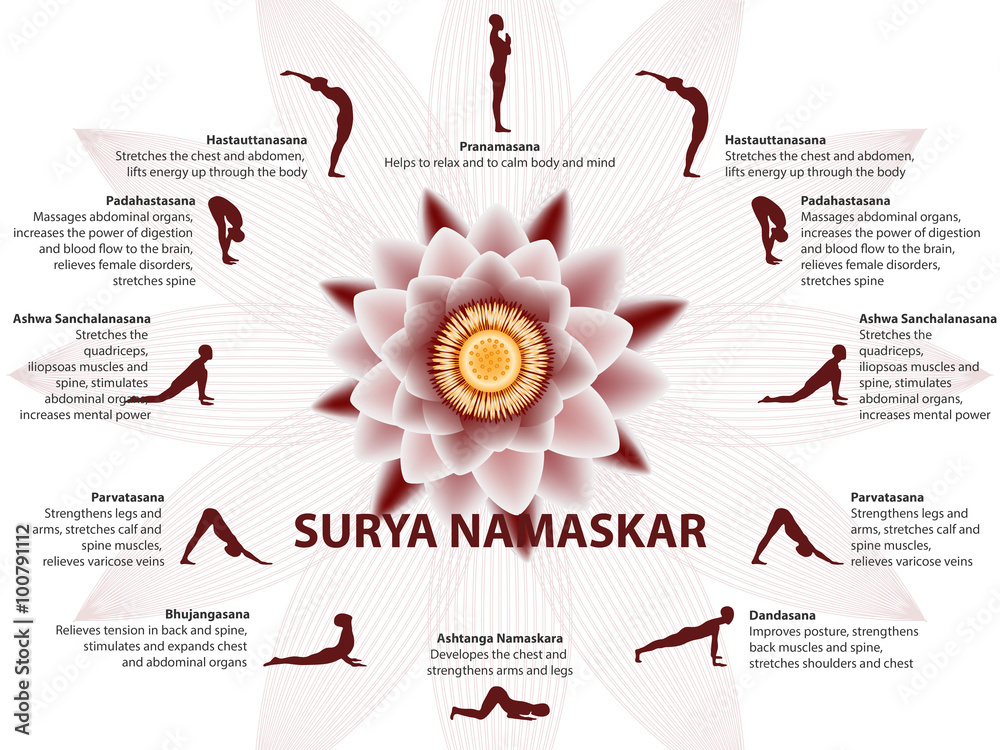 Pranamasana
Helps to relax and to calm body and mind
Hastauttanasana
Stretches the chest and abdomen,
lifts energy up through the body
Padahastasana
Massages abdominal organs,
increases the power of digestion
and blood flow to the brain,
relieves female disorders,
stretches spine
Ashwa Sanchalanasana
Stretches the
quadriceps,
iliopsoas muscles and
spine, stimulates
abdominal organs,
increases mental power
Parvatasana
Strengthens legs and
arms, stretches calf and
spine muscles,
relieves varicose veins
Dandasana
Improves posture, strengthens
back muscles and spine,
stretches shoulders and chest
Ashtanga Namaskara
Developes the chest and
strengthens arms and legs
Bhujangasana
Relieves tension in back and spine,
stimulates and expands chest
and abdominal organs
Parvatasana
Strengthens legs and
arms, stretches calf and
spine muscles,
relieves varicose veins
Ashwa Sanchalanasana
Stretches the
quadriceps,
iliopsoas muscles and
spine, stimulates
abdominal organs,
increases mental power
Padahastasana
Massages abdominal organs,
increases the power of digestion
and blood flow to the brain,
relieves female disorders,
stretches spine
Hastauttanasana
Stretches the chest and abdomen,
lifts energy up through the body
SURYA NAMASKAR
Adobe Stock | #100791112
Adobe Stock